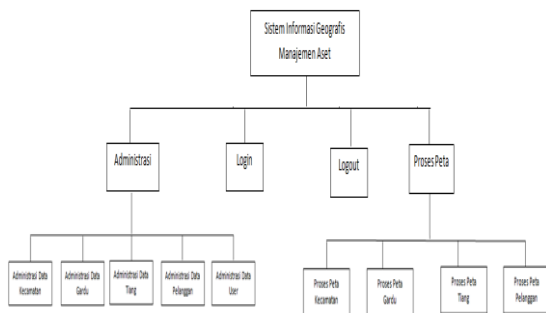 Sistem Informasi Geografis
Manajemen Aset
Administrasi
Login
Logout
Proses Peta
Administrasi Data
Kecamatan
Administrasi Data
Gardu
Administrasi Data
Tiang
Administrasi Data
Pelanggan
Administrasi Data
User
Proses Peta
Kecamatan
Proses Peta
Gardu
Proses Peta
Tiang
Proses Peta
Pelanggan